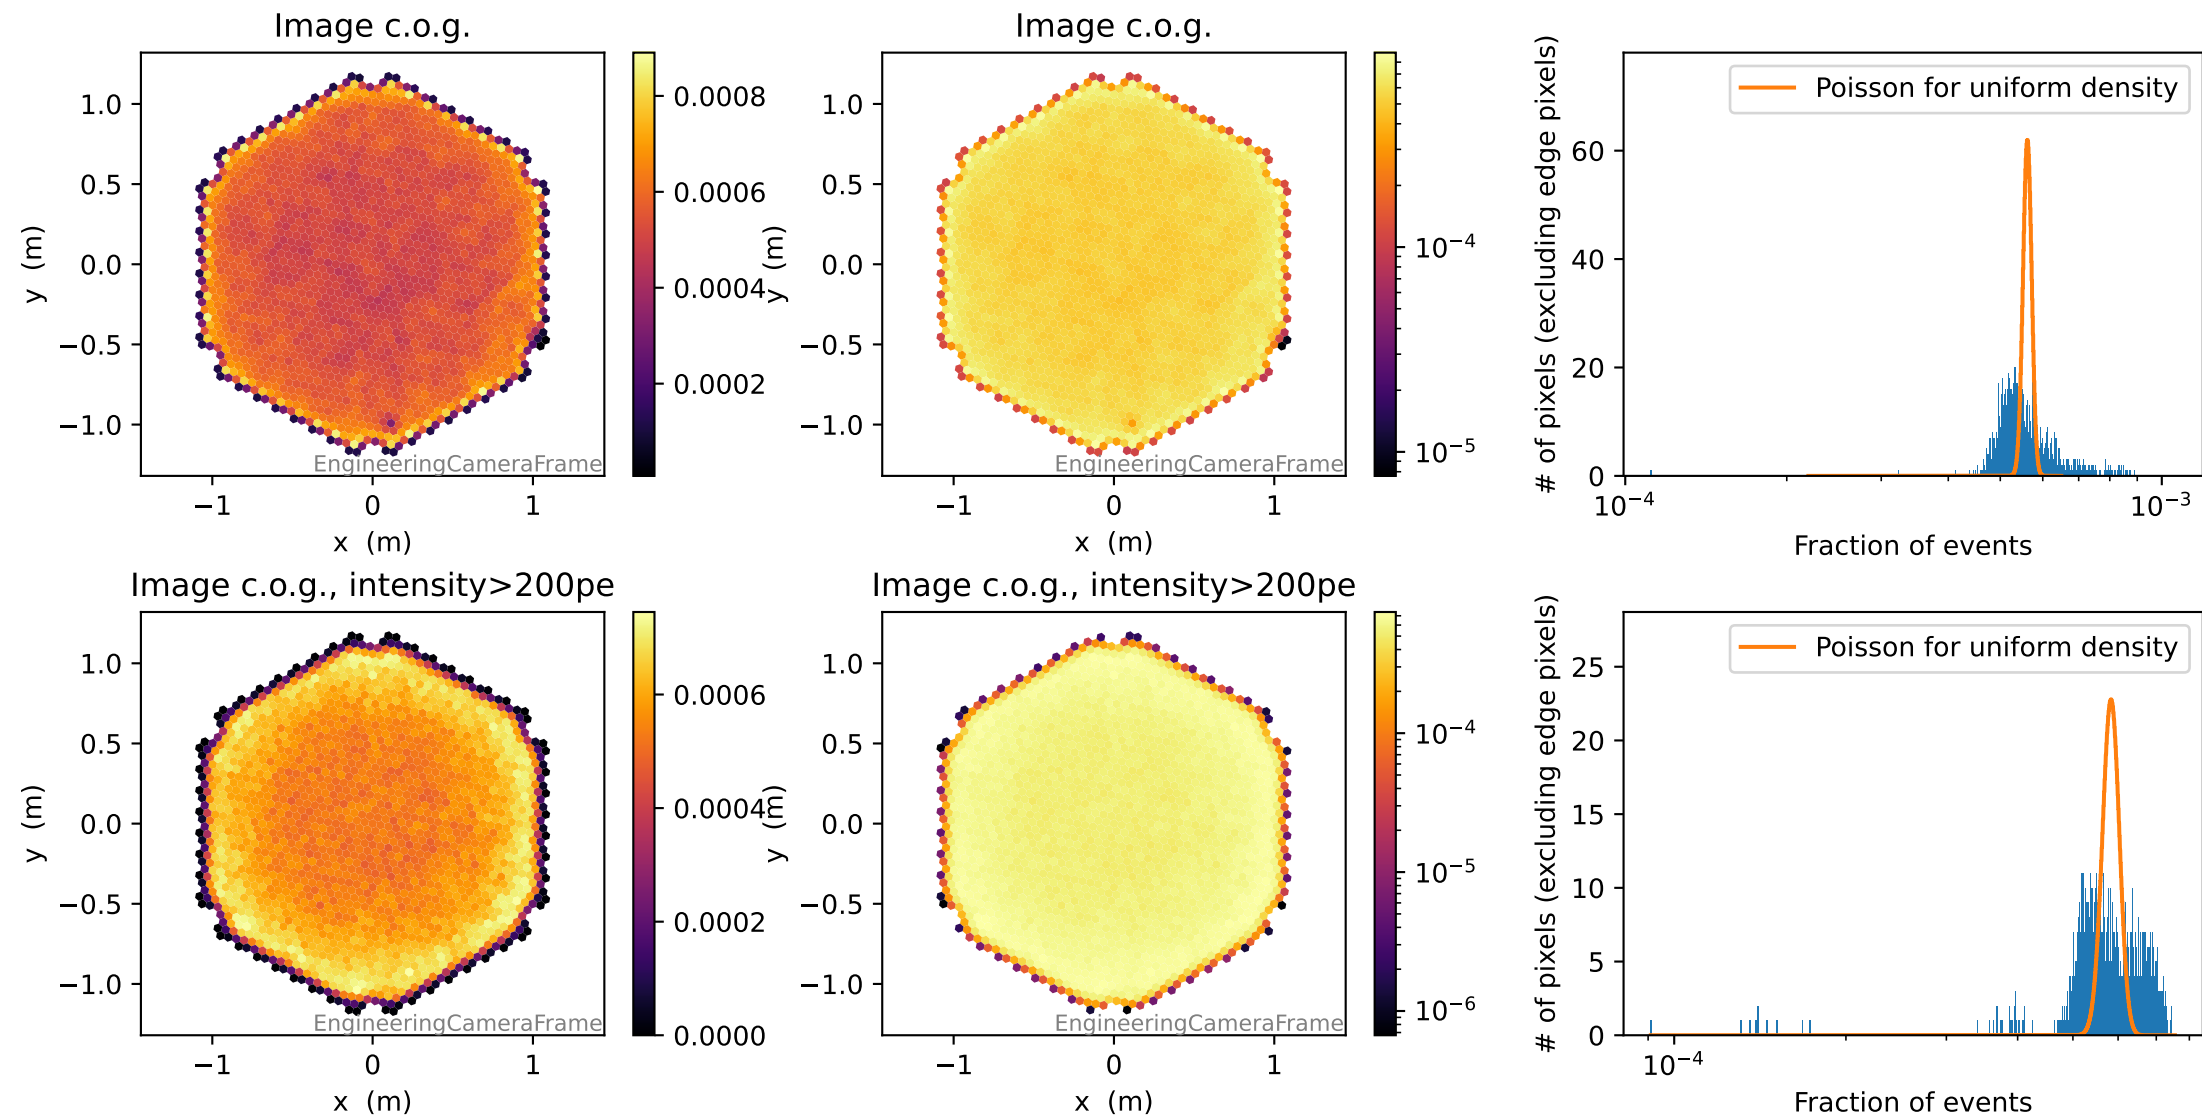 Image c.o.g.
y (m)
1.0
0.5
0.0
−0.5
−1.0
−1
0
1
x (m)
EngineeringCameraFrame
0.0008
0.0006
0.0004
0.0002
Image c.o.g.
y (m)
1.0
0.5
0.0
−0.5
−1.0
−1
0
1
x (m)
EngineeringCameraFrame
10−4
10−5
# of pixels (excluding edge pixels)
60
40
20
0
10−4
10−3
Poisson for uniform density
Fraction of events
Image c.o.g., intensity>200pe
y (m)
1.0
0.5
0.0
−0.5
−1.0
−1
0
1
x (m)
EngineeringCameraFrame
0.0006
0.0004
0.0002
0.0000
Image c.o.g., intensity>200pe
y (m)
1.0
0.5
0.0
−0.5
−1.0
−1
0
1
x (m)
EngineeringCameraFrame
10−4
10−5
10−6
# of pixels (excluding edge pixels)
25
20
15
10
5
0
10−4
Poisson for uniform density
Fraction of events